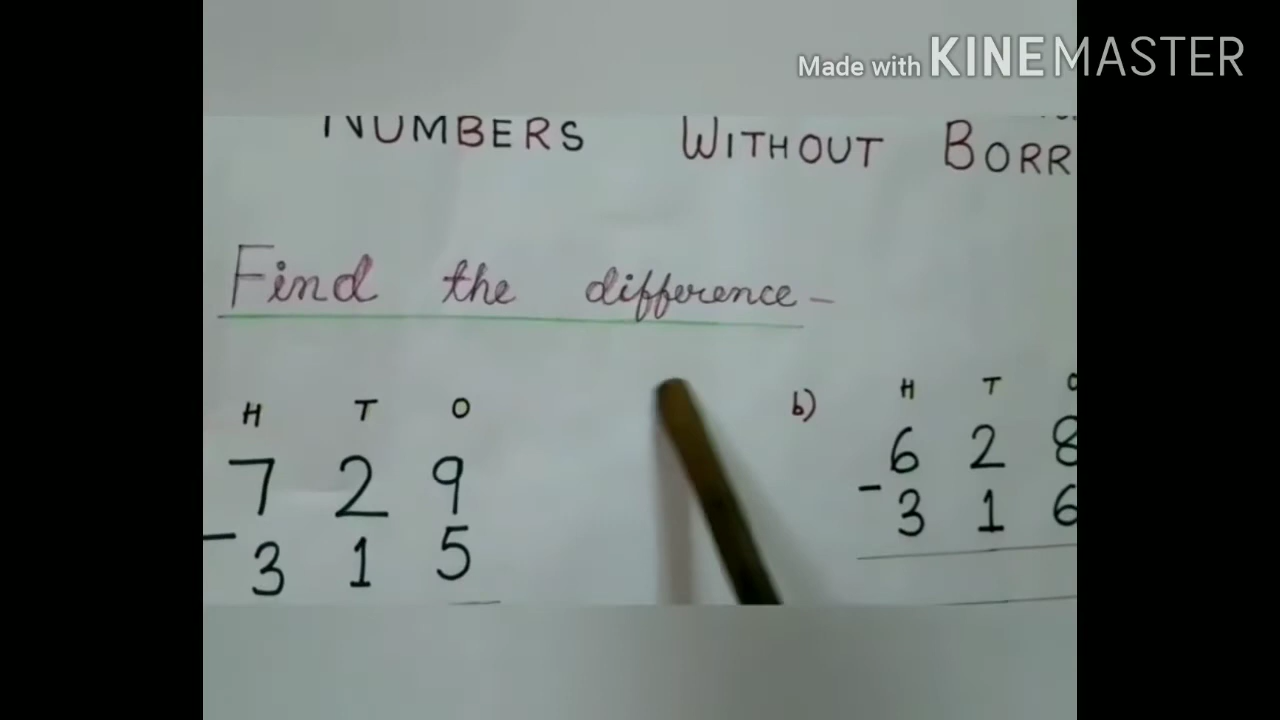 Made with KINEMASTER
NUMBERS WITHOUT BORR
Find the difference -
H T O
7 2 9
- 3 1 5
b)
H T O
6 2 8
- 3 1 6